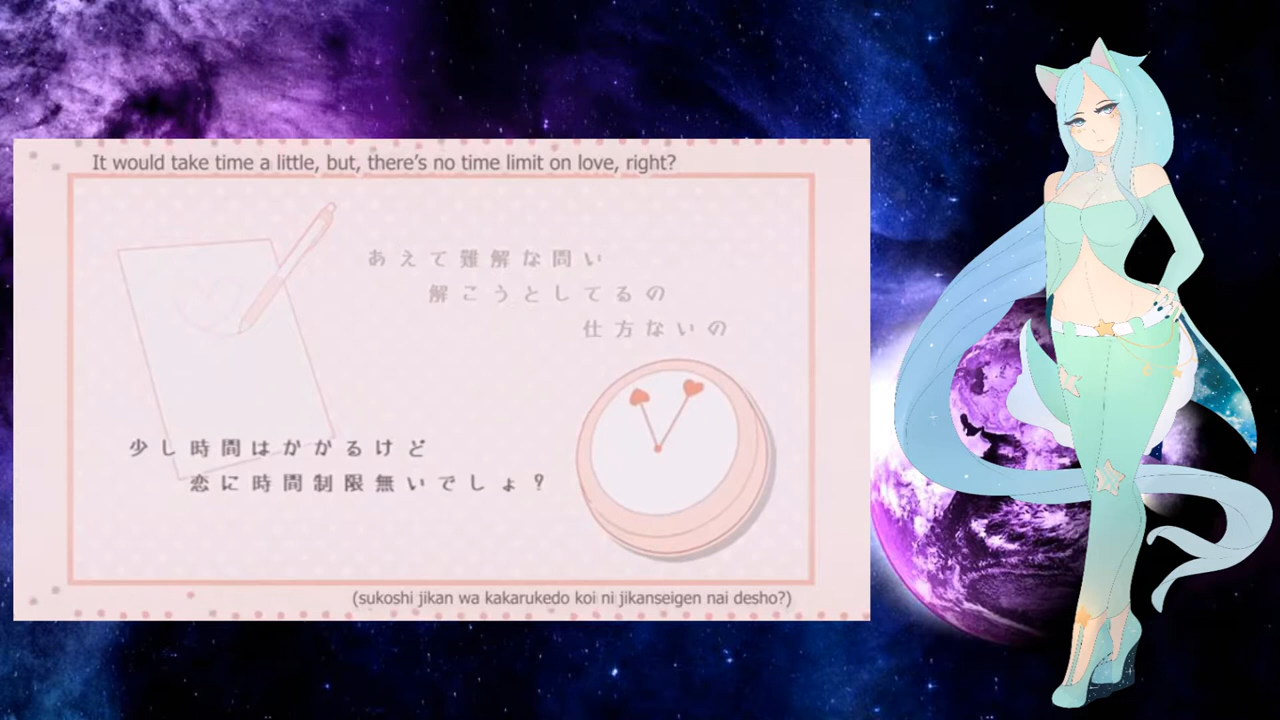 It would take time a little, but, there's no time limit on love, right?
あえて難解な問い
解こうとしてるの
仕方ないの
少し時間はかかるけど
恋に時間制限無いでしょ?
(sukoshi jikan wa kakarukedo koi ni jikanseigen nai desho?)